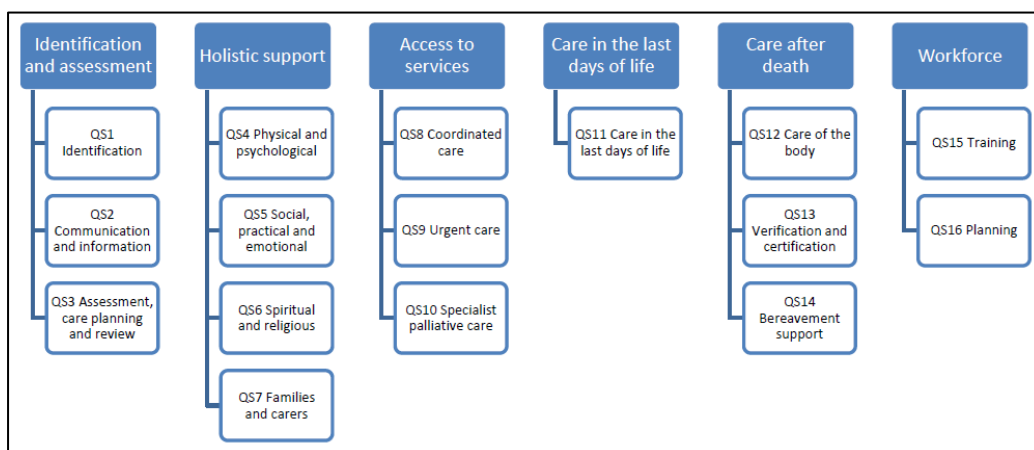 Identification
and assessment
QS1
Identification
QS2
Communication
and information
QS3 Assessment,
care planning
and review
Holistic support
QS4 Physical and
psychological
QS5 Social,
practical and
emotional
QS6 Spiritual and
religious
QS7 Families and
carers
Access to
services
QS8 Coordinated
care
QS9 Urgent care
QS10 Specialist
palliative care
Care in the last
days of life
QS11 Care in the
last days of life
Care after
death
QS12 Care of the
body
QS13
Verification and
certification
QS14
Bereavement
support
Workforce
QS15 Training
QS16 Planning